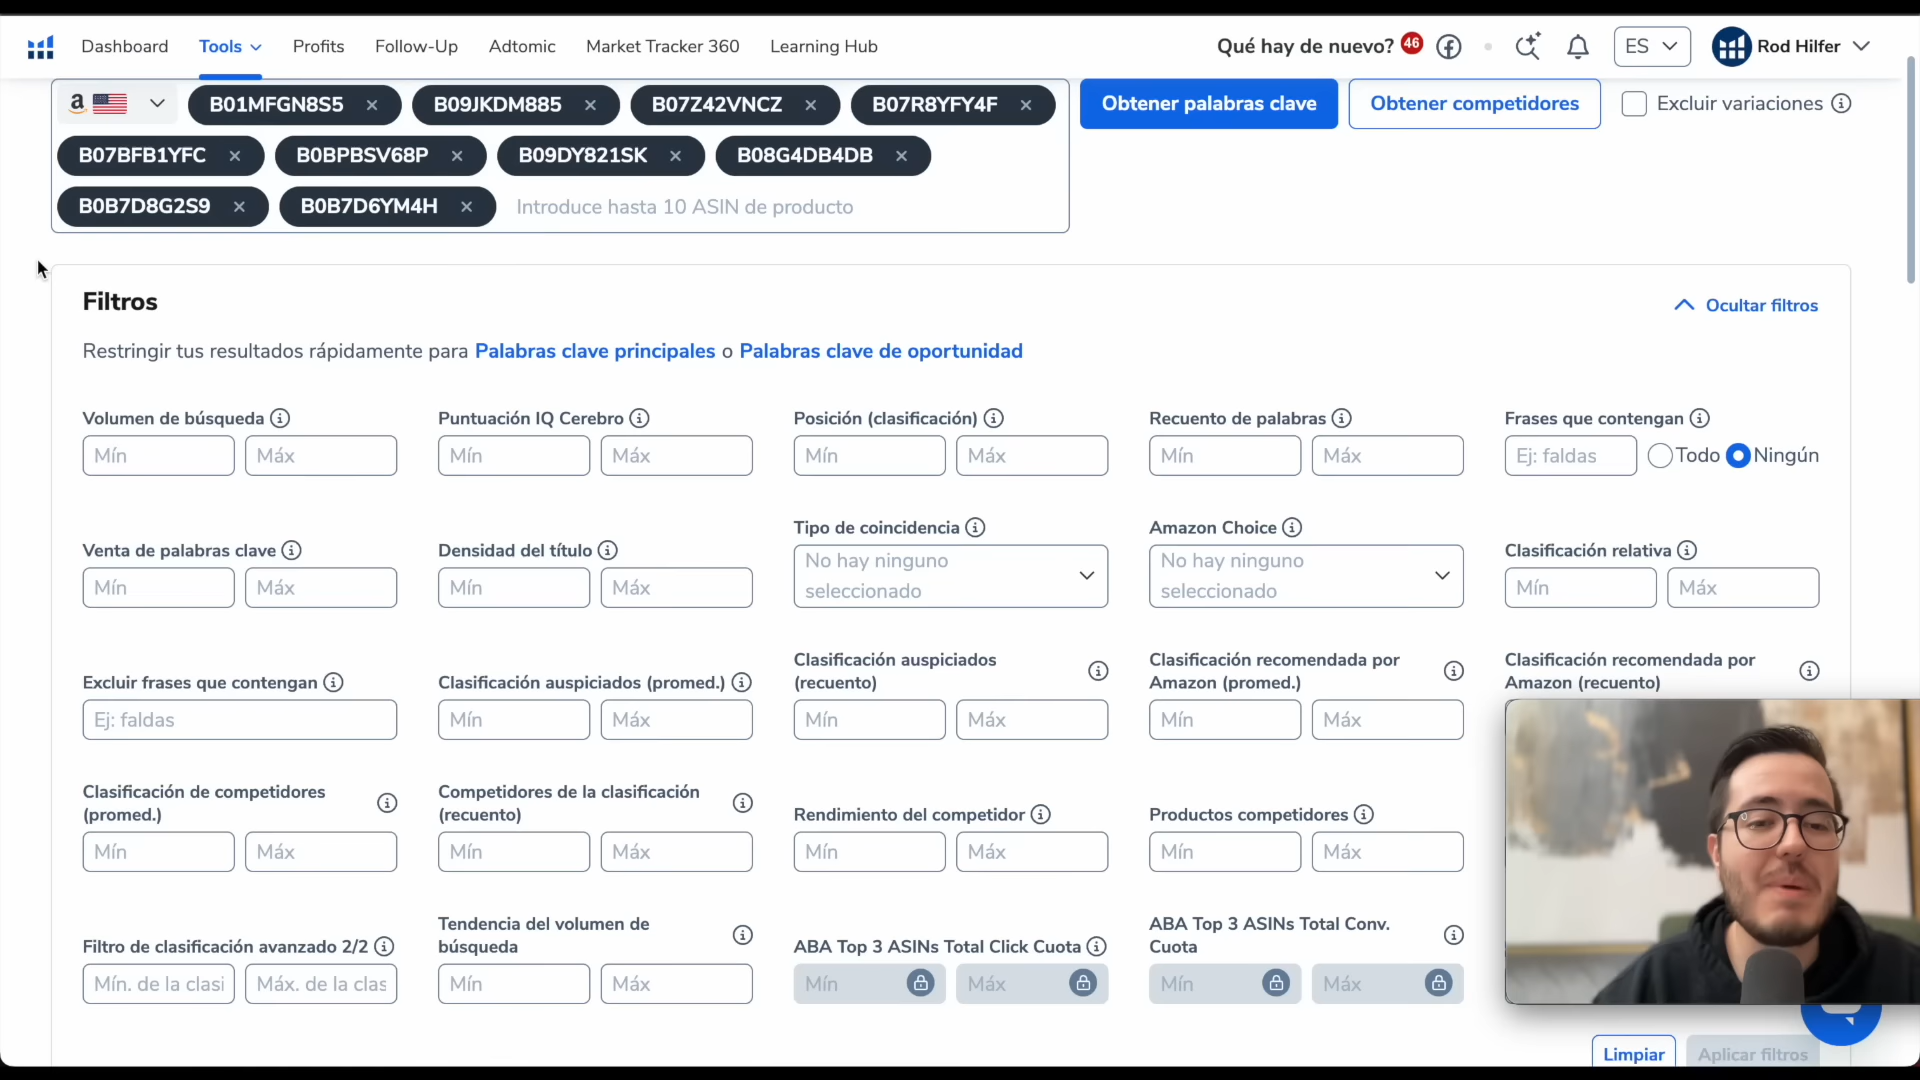 Dashboard Tools Profits Follow-Up Adtomic Market Tracker 360 Learning Hub Qué hay de nuevo? 46 ES Rod Hilfer
a B01MFGN8S5 × B09JKDM885 × B07Z42VNCZ × B07R8YFY4F × Obtener palabras clave Obtener competidores Excluir variaciones
B07BFB1YFC × B0BPBSV68P × B09DY821SK × B08G4DB4DB ×
B0B7D8G2S9 × B0B7D6YM4H × Introduce hasta 10 ASIN de producto
Filtros
Ocultar filtros
Restringir tus resultados rápidamente para Palabras clave principales o Palabras clave de oportunidad
Volumen de búsqueda Puntuación IQ Cerebro Posición (clasificación) Recuento de palabras Frases que contengan
Mín Máx Mín Máx Mín Máx Mín Máx Ej: faldas Todo Ningún
Venta de palabras clave Densidad del título Tipo de coincidencia Amazon Choice Clasificación relativa
Mín Máx Mín Máx No hay ninguno No hay ninguno Mín Máx
seleccionado seleccionado
Excluir frases que contengan Clasificación auspiciados (promed.) Clasificación auspiciados Clasificación recomendada por Clasificación recomendada por
(recuento) Amazon (promed.) Amazon (recuento)
Ej: faldas Mín Máx Mín Máx Mín Máx
Clasificación de competidores Competidores de la clasificación Rendimiento del competidor Productos competidores
(promed.) (recuento)
Mín Máx Mín Máx Mín Máx Mín Máx
Filtro de clasificación avanzado 2/2 Tendencia del volumen de ABA Top 3 ASINs Total Click Cuota ABA Top 3 ASINs Total Conv.
búsqueda Cuota
Mín. de la clasi Máx. de la clas Mín Máx Mín Máx Mín Máx
Limpiar Aplicar filtros